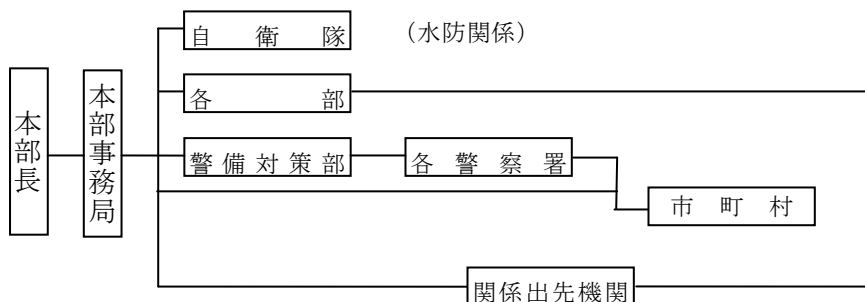 自衛隊 (水防関係)
各部
本部長
本部事務局
警備対策部 各警察署
市町村
関係出先機関